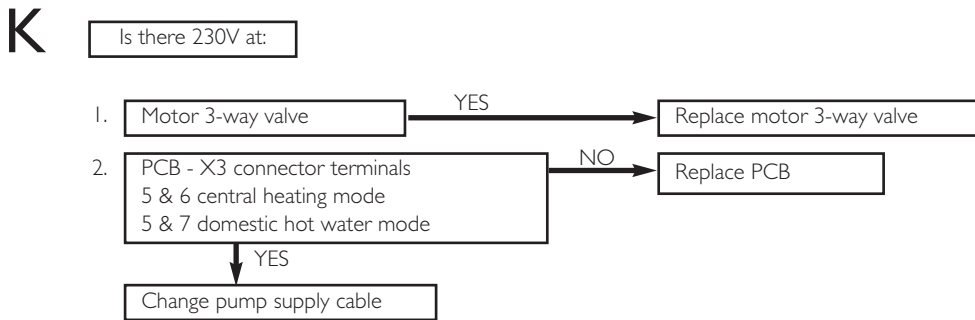 K
Is there 230V at:
1. Motor 3-way valve
YES
Replace motor 3-way valve
2. PCB - X3 connector terminals
5 & 6 central heating mode
5 & 7 domestic hot water mode
NO
Replace PCB
YES
Change pump supply cable